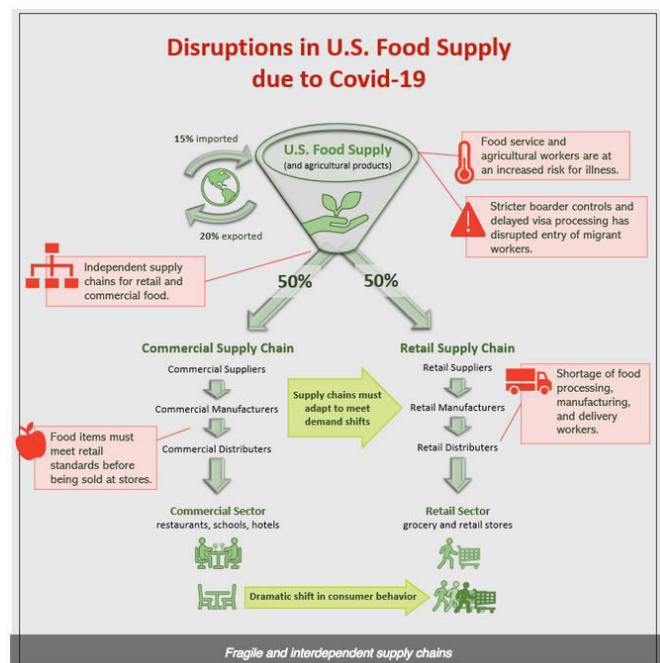 Disruptions in U.S. Food Supply
due to Covid-19
15% imported
20% exported
U.S. Food Supply
(and agricultural products)
Food service and
agricultural workers are at
an increased risk for illness.
Stricter boarder controls and
delayed visa processing has
disrupted entry of migrant
workers.
Independent supply
chains for retail and
commercial food.
50%
50%
Commercial Supply Chain
Commercial Suppliers
Commercial Manufacturers
Commercial Distributers
Food items must
meet retail
standards before
being sold at stores.
Supply chains must
adapt to meet
demand shifts
Retail Supply Chain
Retail Suppliers
Retail Manufacturers
Retail Distributers
Shortage of food
processing,
manufacturing,
and delivery
workers.
Commercial Sector
restaurants, schools, hotels
Retail Sector
grocery and retail stores
Dramatic shift in consumer behavior
Fragile and interdependent supply chains